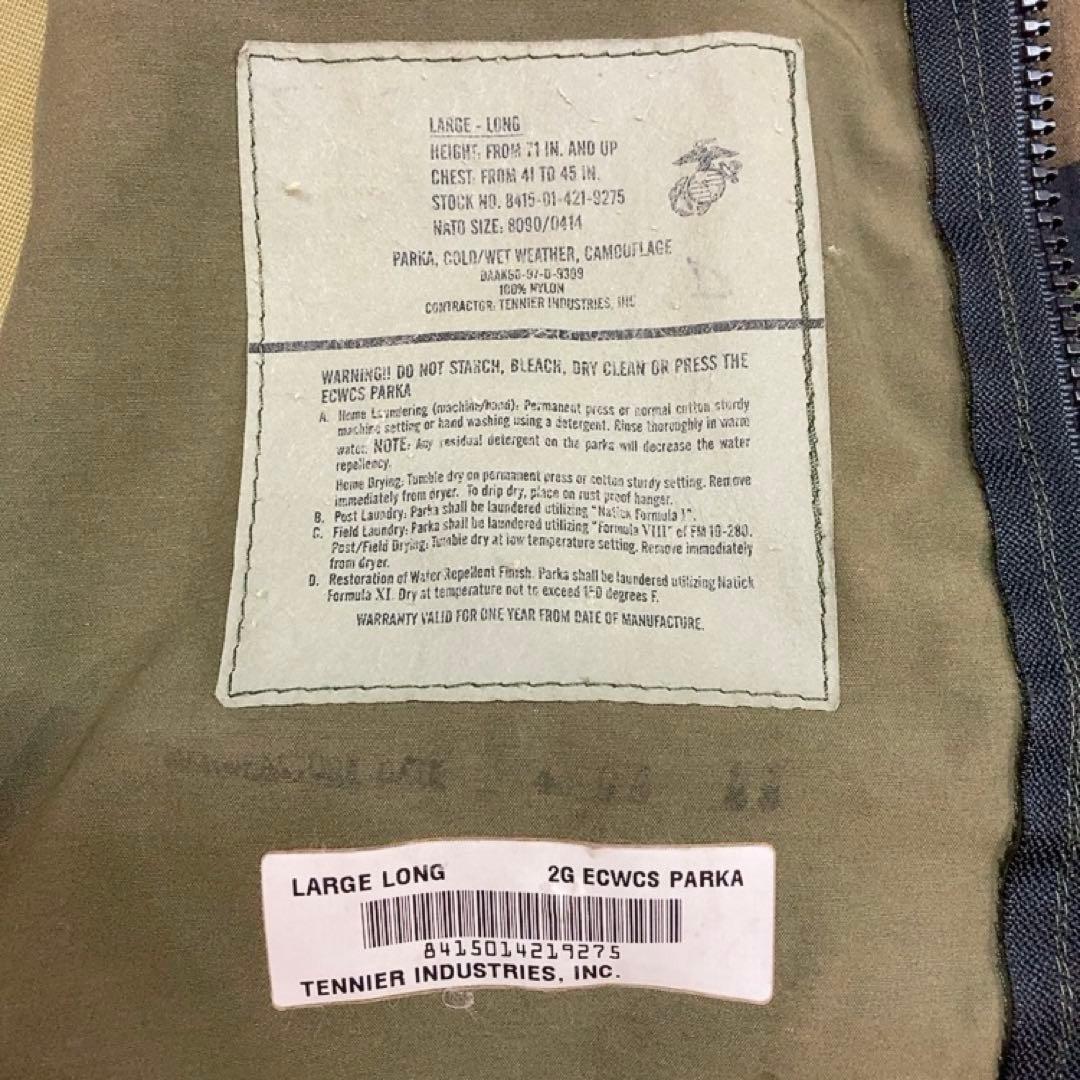 LARGE - LONG
HEIGHT: FROM 71 IN. AND UP
CHEST: FROM 41 TO 45 IN.
STOCK NO. 8415-01-421-9275
NATO SIZE: 8090/0414
PARKA, COLD/WET WEATHER, CAMOUFLAGE
100% NYLON
CONTRACTOR: TENNIER INDUSTRIES, INC
WARNING!! DO NOT STARCH, BLEACH, DRY CLEAN OR PRESS THE
ECWCS PARKA
A. Home Laundering (machine/hand): Permanent press or normal cotton sturdy
machine setting or hand washing using a detergent. Rinse thoroughly in warm
water. NOTE: Any residual detergent on the parka will decrease the water
repellency.
Home Drying: Tumble dry on permanent press or cotton sturdy setting. Remove
immediately from dryer. To drip dry, place on rust proof hanger.
B. Post Laundry: Parka shall be laundered utilizing "Natick Formula 1".
C. Field Laundry: Parka shall be laundered utilizing "Formula VIII" of FM 10-280.
Post/Field Drying: Tumble dry at low temperature setting. Remove immediately
from dryer.
D. Restoration of Water Repellent Finish. Parka shall be laundered utilizing Natick
Formula XI. Dry at temperature not to exceed degrees F.
WARRANTY VALID FOR ONE YEAR FROM DATE OF MANUFACTURE.
DATE
LARGE LONG 2G ECWCS PARKA
8415014219275
TENNIER INDUSTRIES, INC.